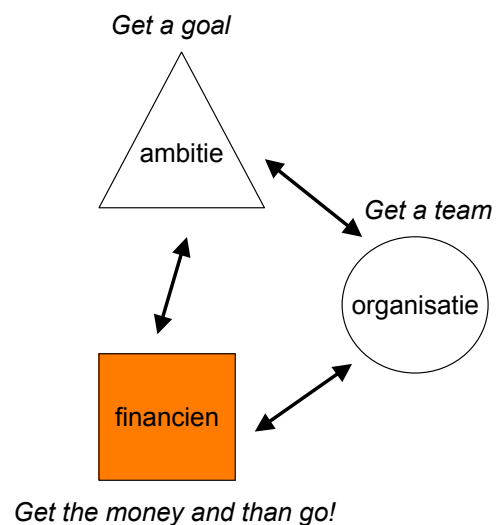 Get a goal
ambitie
Get a team
organisatie
financien
Get the money and than go!